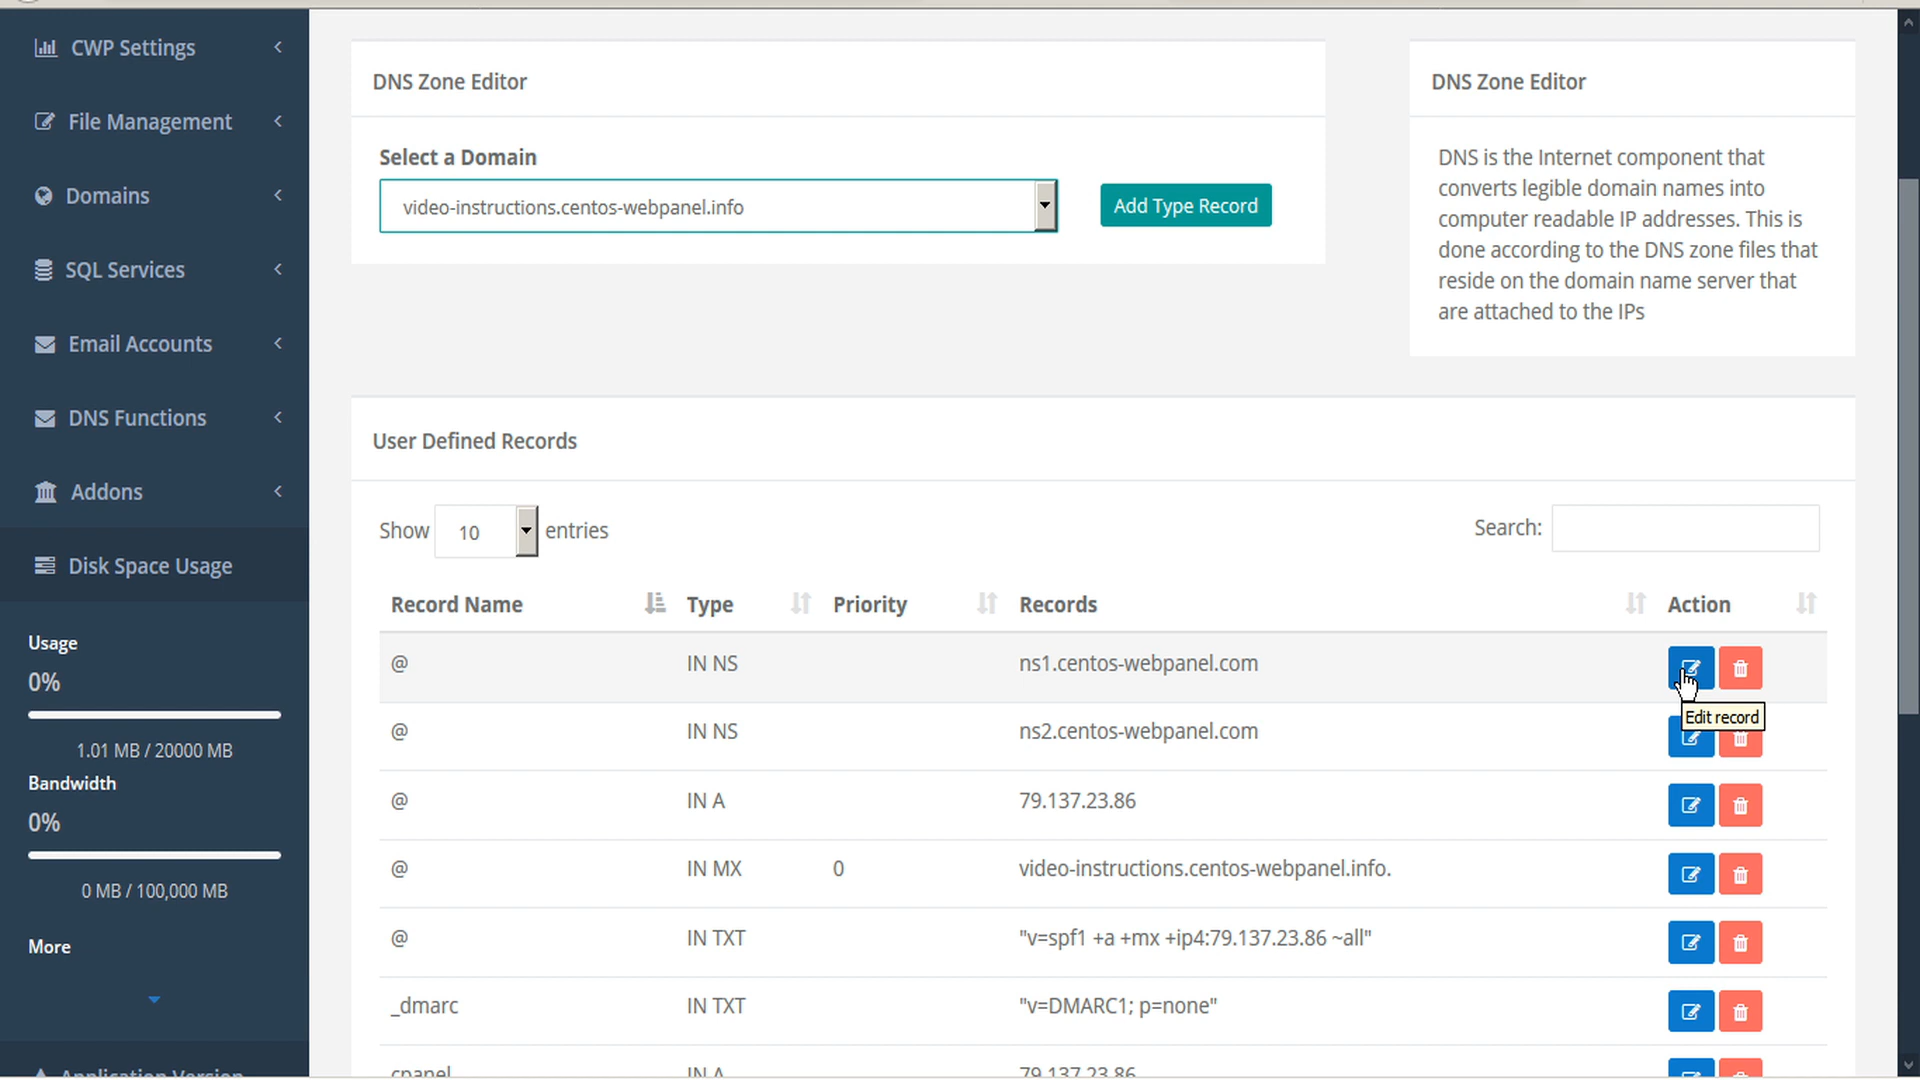 CWP Settings
File Management
Domains
SQL Services
Email Accounts
DNS Functions
Addons
Disk Space Usage
Usage
0%
1.01 MB / 20000 MB
Bandwidth
0%
0 MB / 100,000 MB
More
Application Version
DNS Zone Editor
Select a Domain
video-instructions.centos-webpanel.info
Add Type Record
DNS Zone Editor
DNS is the Internet component that
converts legible domain names into
computer readable IP addresses. This is
done according to the DNS zone files that
reside on the domain name server that
are attached to the IPs
User Defined Records
Show 10 entries
Search:
Record Name Type Priority Records Action
@ IN NS ns1.centos-webpanel.com
Edit record
@ IN NS ns2.centos-webpanel.com
@ IN A 79.137.23.86
@ IN MX 0 video-instructions.centos-webpanel.info.
@ IN TXT "v=spf1 +a +mx +ip4:79.137.23.86 ~all"
_dmarc IN TXT "v=DMARC1; p=none"
cpanel IN A 79.137.23.86